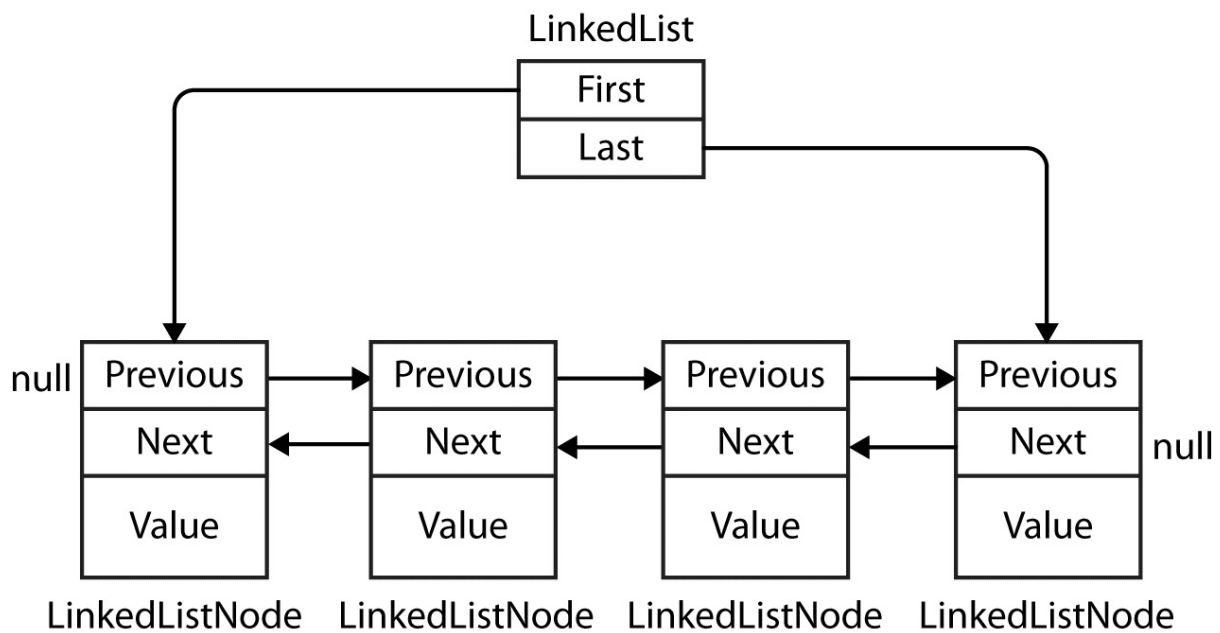 LinkedList
First
Last
null Previous Previous Previous Previous
Next Next Next Next null
Value Value Value Value
LinkedListNode LinkedListNode LinkedListNode LinkedListNode